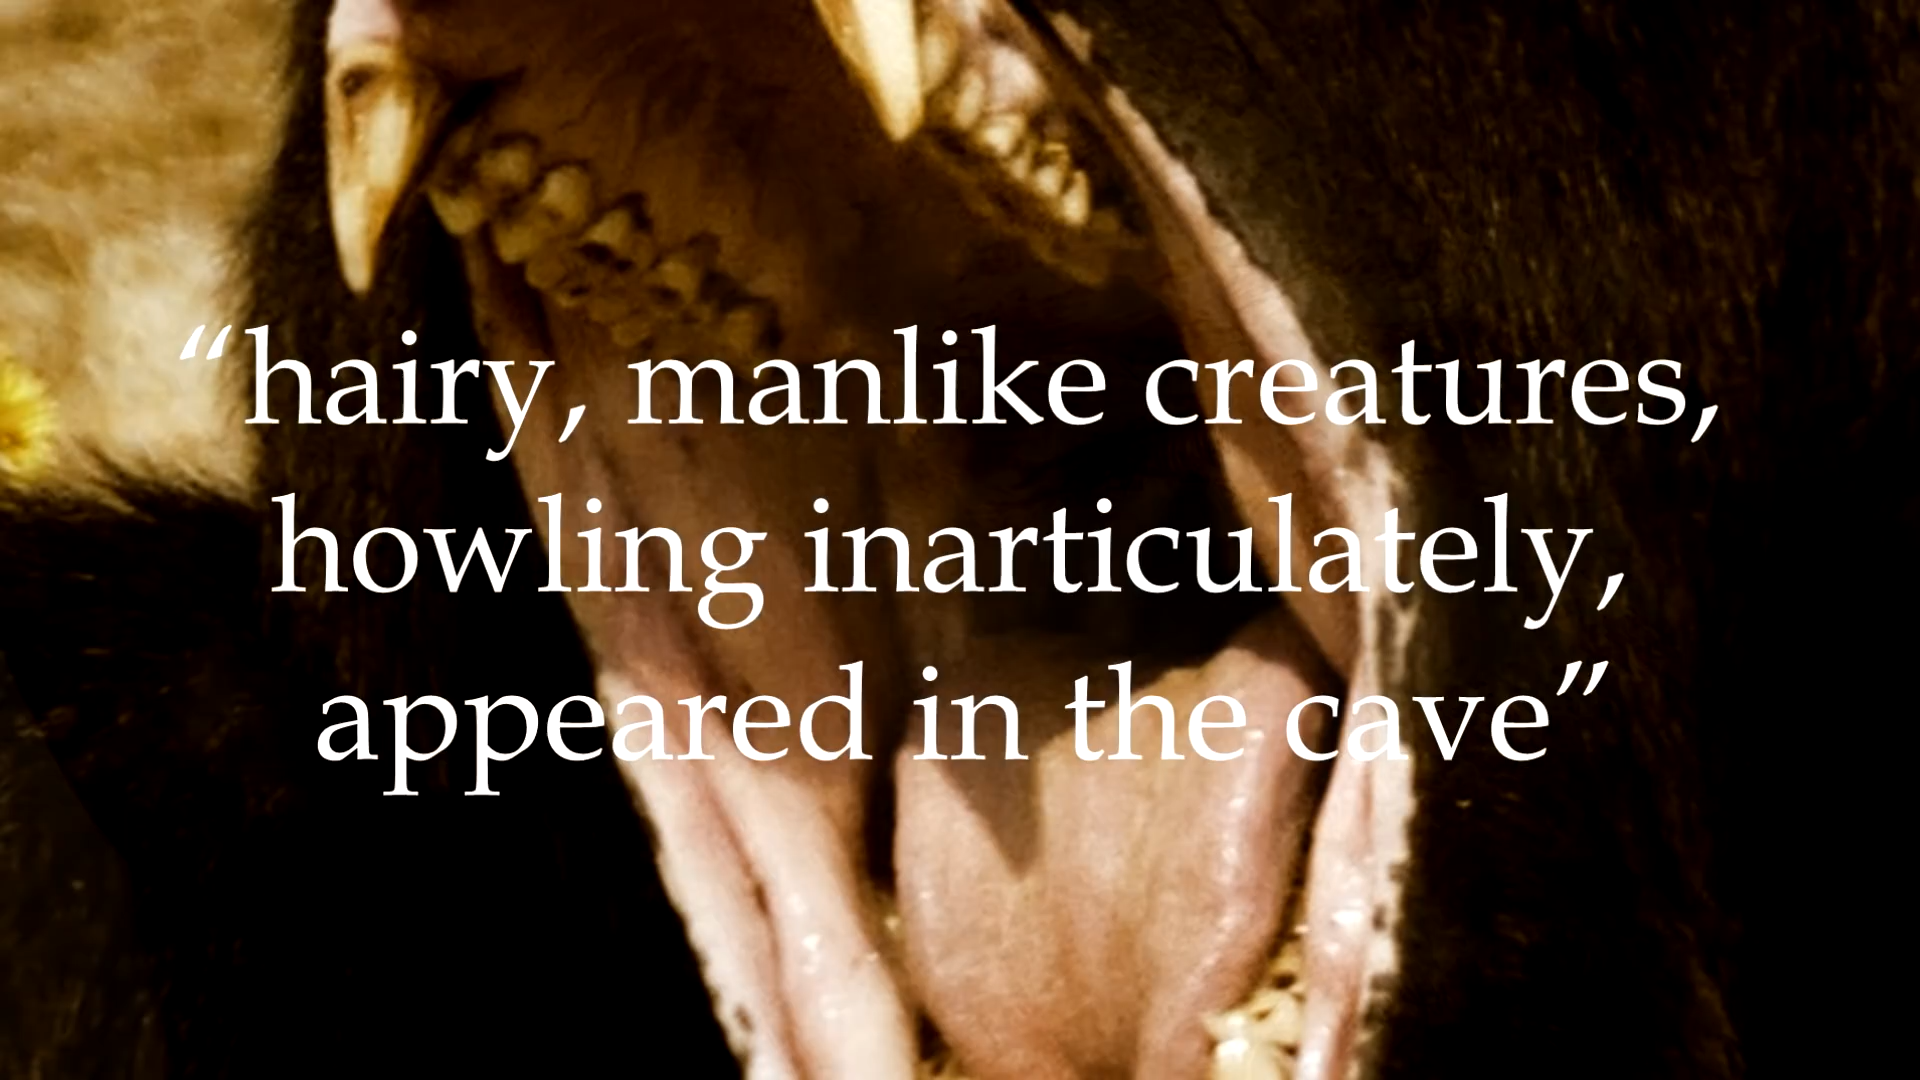 “hairy, manlike creatures,
howling inarticulately,
appeared in the cave”